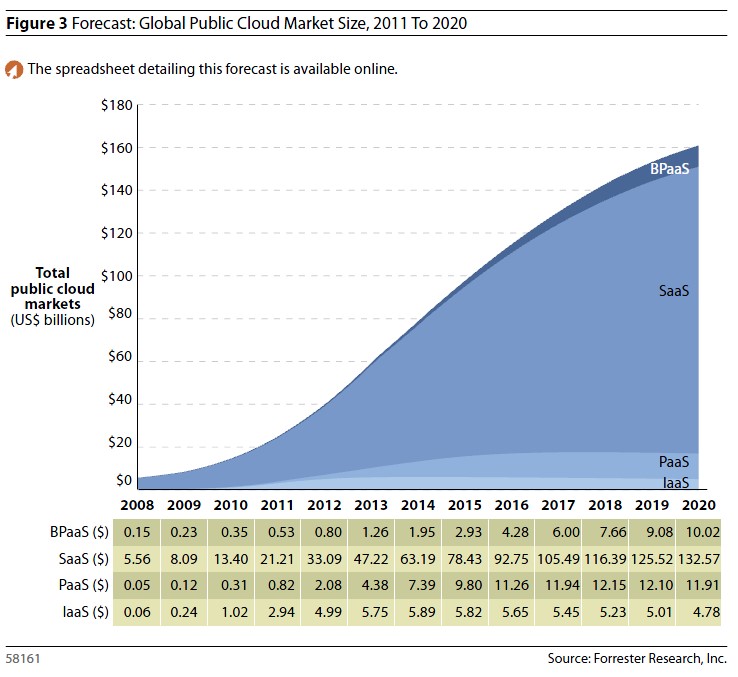 Figure 3 Forecast: Global Public Cloud Market Size, 2011 To 2020
The spreadsheet detailing this forecast is available online.
$180
$160
$140
$120
$100
$80
$60
$40
$20
$0
Total
public cloud
markets
(US$ billions)
BPaaS
SaaS
PaaS
IaaS
2008 2009 2010 2011 2012 2013 2014 2015 2016 2017 2018 2019 2020
BPaaS ($) 0.15 0.23 0.35 0.53 0.80 1.26 1.95 2.93 4.28 6.00 7.66 9.08 10.02
SaaS ($) 5.56 8.09 13.40 21.21 33.09 47.22 63.19 78.43 92.75 105.49 116.39 125.52 132.57
PaaS ($) 0.05 0.12 0.31 0.82 2.08 4.38 7.39 9.80 11.26 11.94 12.15 12.10 11.91
IaaS ($) 0.06 0.24 1.02 2.94 4.99 5.75 5.89 5.82 5.65 5.45 5.23 5.01 4.78
58161
Source: Forrester Research, Inc.